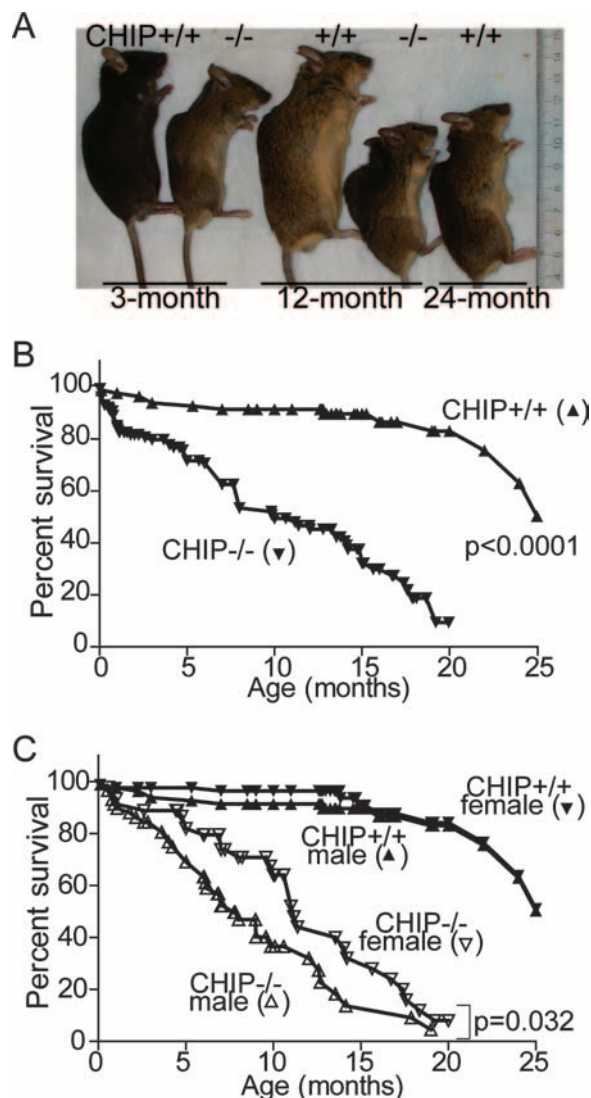 A
CHIP+/+ -/- +/+ -/- +/+
3-month 12-month 24-month
B
100
80
60
40
20
0
Percent survival
CHIP+/+ (▲)
CHIP-/- (▼)
p<0.0001
0 5 10 15 20 25
Age (months)
C
100
80
60
40
20
0
Percent survival
CHIP+/+
female (▼)
CHIP+/+
male (▲)
CHIP-/-
female (▽)
CHIP-/-
male (△)
p=0.032
0 5 10 15 20 25
Age (months)